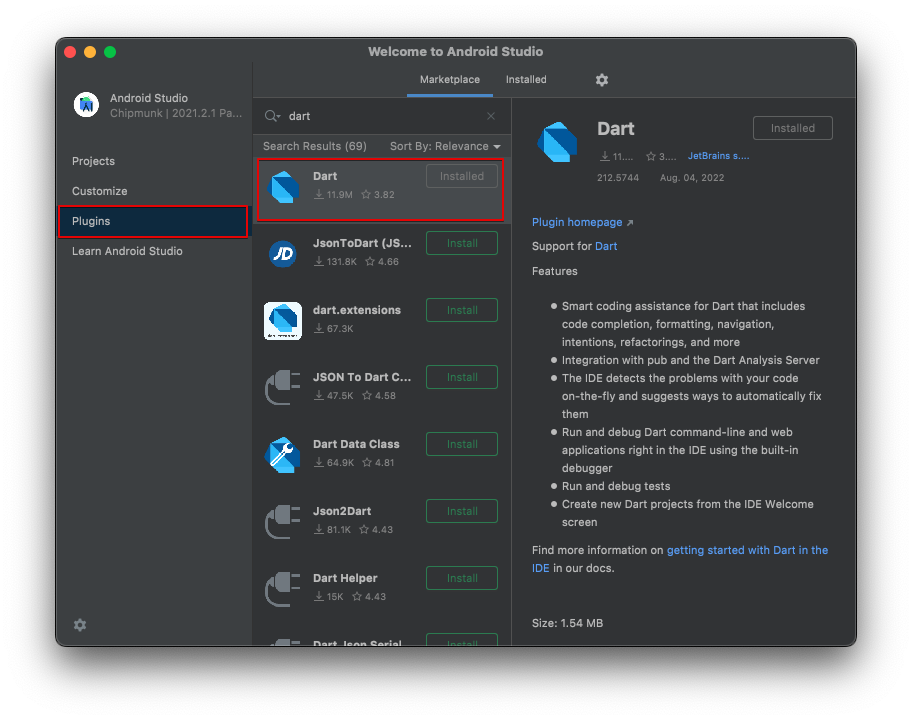 Welcome to Android Studio
Android Studio
Chipmunk | 2021.2.1 Pa...
Projects
Customize
Plugins
Learn Android Studio
Marketplace
Installed
dart
Search Results (69)
Sort By: Relevance
Dart
11.9M
3.82
Installed
JsonToDart (JS...
131.8K
4.66
Install
dart.extensions
67.3K
Install
JSON To Dart C...
47.5K
4.58
Install
Dart Data Class
64.9K
4.81
Install
Json2Dart
81.1K
4.43
Install
Dart Helper
15K
4.43
Install
Dart Json Serial
Install
Dart
Installed
11....
3....
JetBrains s....
212.5744
Aug. 04, 2022
Plugin homepage
Support for Dart
Features
Smart coding assistance for Dart that includes
code completion, formatting, navigation,
intentions, refactorings, and more
Integration with pub and the Dart Analysis Server
The IDE detects the problems with your code
on-the-fly and suggests ways to automatically fix
them
Run and debug Dart command-line and web
applications right in the IDE using the built-in
debugger
Run and debug tests
Create new Dart projects from the IDE Welcome
screen
Find more information on getting started with Dart in the
IDE in our docs.
Size: 1.54 MB